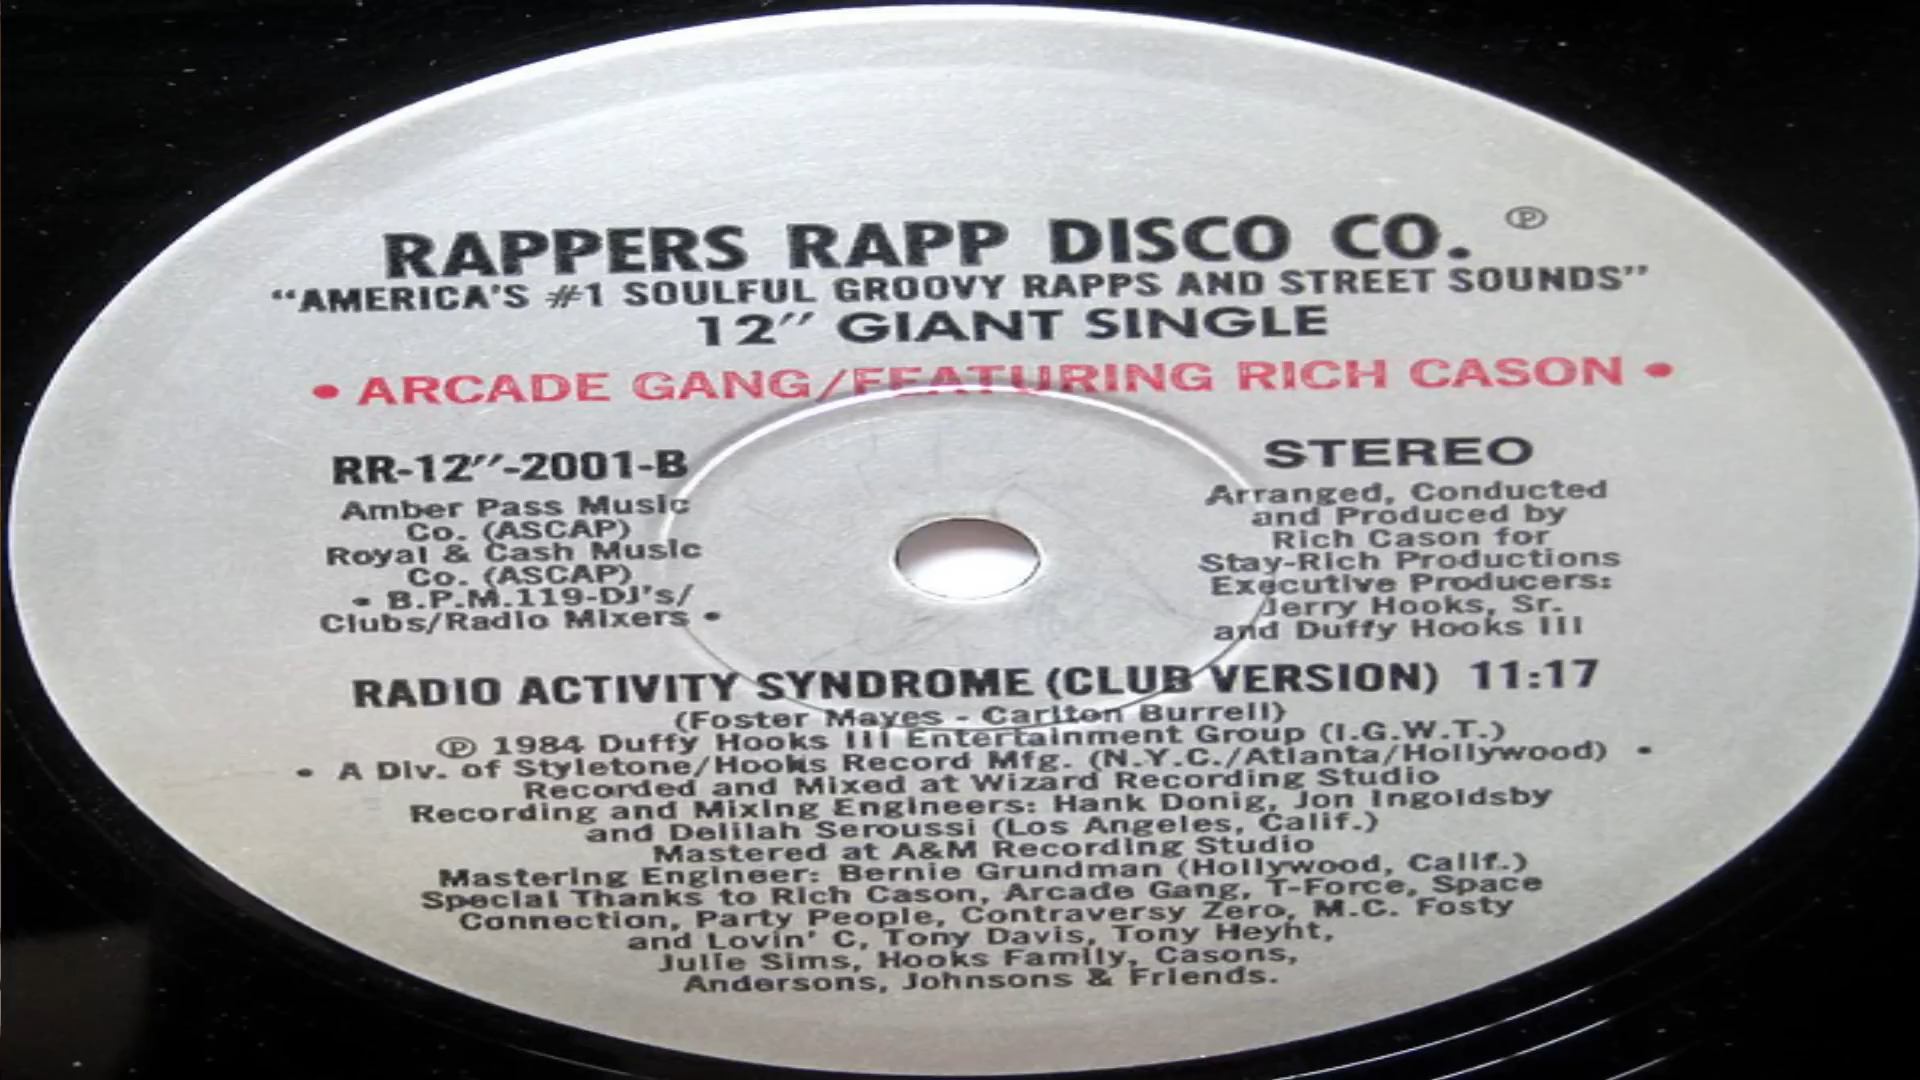 RAPPERS RAPP DISCO CO. ℗
“AMERICA'S #1 SOULFUL GROOVY RAPPS AND STREET SOUNDS”
12” GIANT SINGLE
• ARCADE GANG/FEATURING RICH CASON •
RR-12”-2001-B
Amber Pass Music
Co. (ASCAP)
Royal & Cash Music
Co. (ASCAP)
• B.P.M.119-DJ's/
Clubs/Radio Mixers •
STEREO
Arranged, Conducted
and Produced by
Rich Cason for
Stay-Rich Productions
Executive Producers:
Jerry Hooks, Sr.
and Duffy Hooks III
RADIO ACTIVITY SYNDROME (CLUB VERSION) 11:17
(Foster Mayes - Carlton Burrell)
℗ 1984 Duffy Hooks III Entertainment Group (I.G.W.T.)
• A Div. of Styletone/Hooks Record Mfg. (N.Y.C./Atlanta/Hollywood) •
Recorded and Mixed at Wizard Recording Studio
Recording and Mixing Engineers: Hank Donig, Jon Ingoldsby
and Delilah Seroussi (Los Angeles, Calif.)
Mastered at A&M Recording Studio
Mastering Engineer: Bernie Grundman (Hollywood, Calif.)
Special Thanks to Rich Cason, Arcade Gang, T-Force, Space
Connection, Party People, Contraversy Zero, M.C. Fosty
and Lovin' C, Tony Davis, Tony Heyht,
Julie Sims, Hooks Family, Casons,
Andersons, Johnsons & Friends.